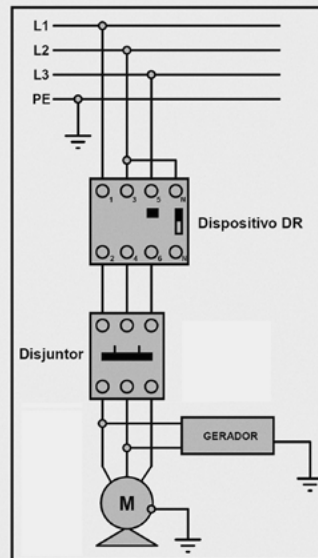 L1
L2
L3
PE
1 3 5 N
Dispositivo DR
2 4 6 N
Disjuntor
GERADOR
M